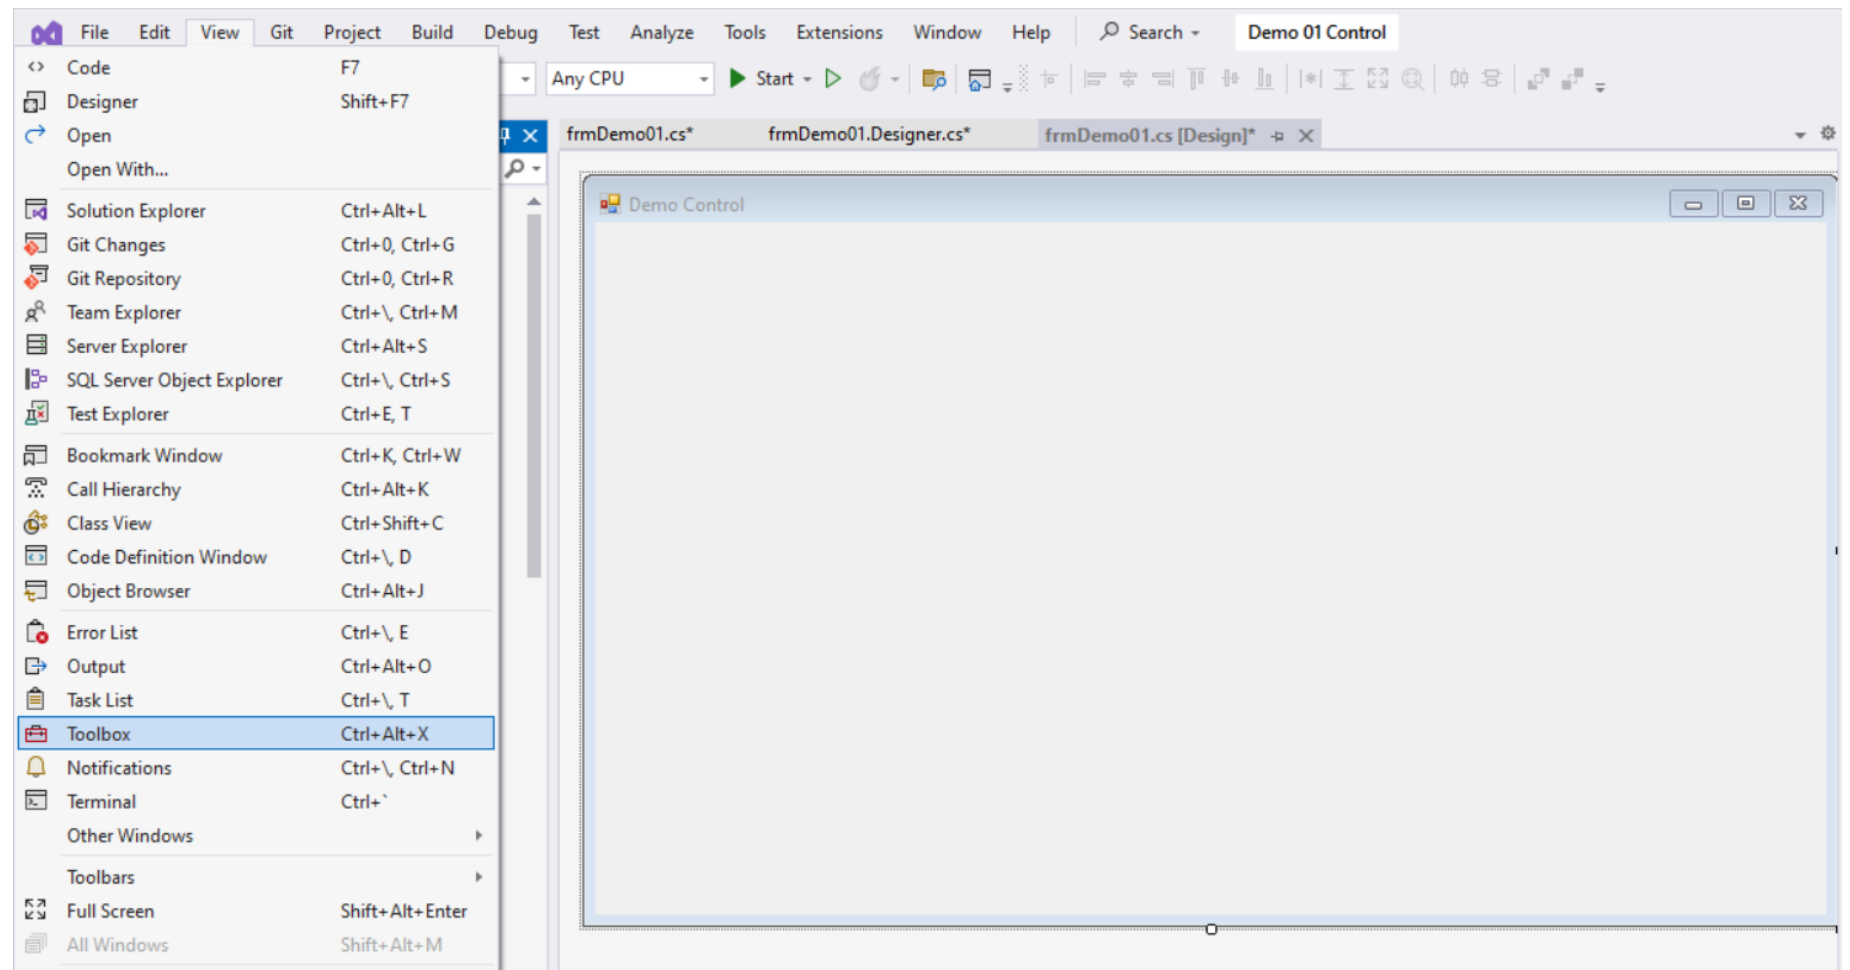 File Edit View Git Project Build Debug Test Analyze Tools Extensions Window Help Search Demo 01 Control
Any CPU Start
frmDemo01.cs* frmDemo01.Designer.cs* frmDemo01.cs [Design]*
Code F7
Designer Shift+F7
Open
Open With...
Solution Explorer Ctrl+Alt+L
Git Changes Ctrl+0, Ctrl+G
Git Repository Ctrl+0, Ctrl+R
Team Explorer Ctrl+\, Ctrl+M
Server Explorer Ctrl+Alt+S
SQL Server Object Explorer Ctrl+\, Ctrl+S
Test Explorer Ctrl+E, T
Bookmark Window Ctrl+K, Ctrl+W
Call Hierarchy Ctrl+Alt+K
Class View Ctrl+Shift+C
Code Definition Window Ctrl+\, D
Object Browser Ctrl+Alt+J
Error List Ctrl+\, E
Output Ctrl+Alt+O
Task List Ctrl+\, T
Toolbox Ctrl+Alt+X
Notifications Ctrl+\, Ctrl+N
Terminal Ctrl+`
Other Windows
Toolbars
Full Screen Shift+Alt+Enter
All Windows Shift+Alt+M
Demo Control